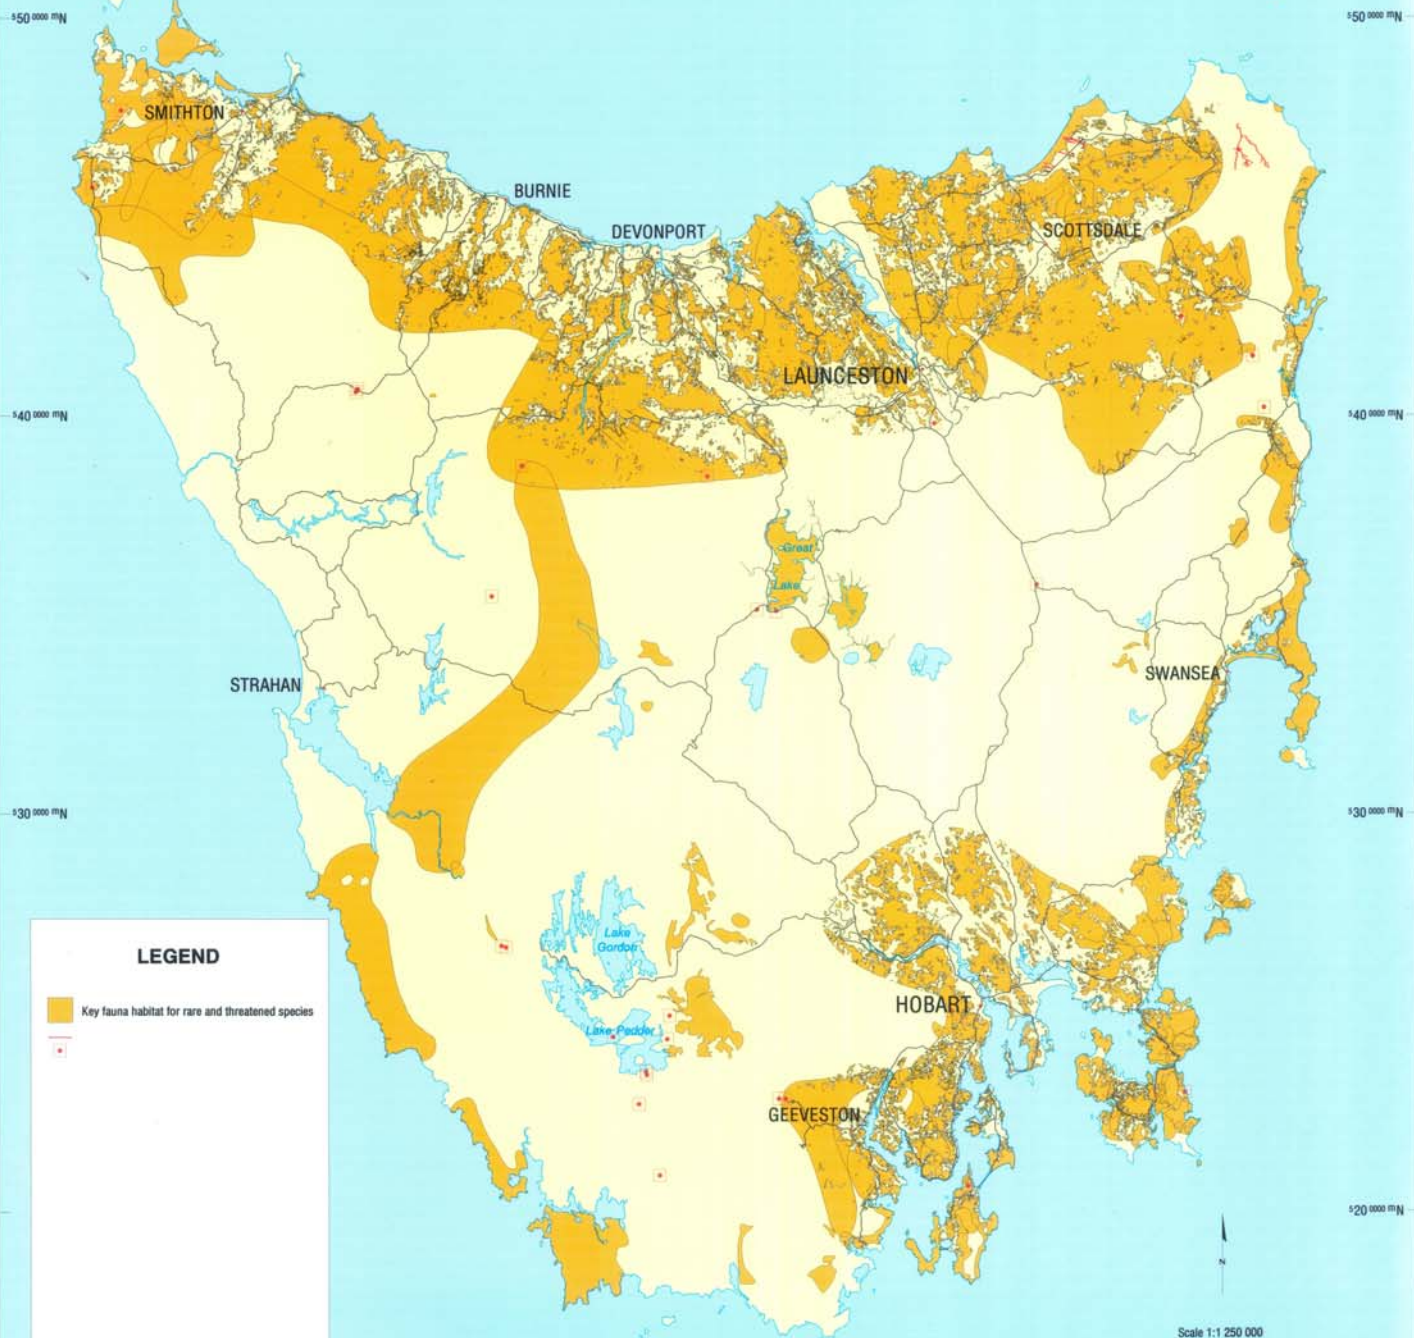 ⁵50 ⁰⁰⁰⁰ ᵐN
⁵50 ⁰⁰⁰⁰ ᵐN
SMITHTON
BURNIE
DEVONPORT
SCOTTSDALE
LAUNCESTON
⁵40 ⁰⁰⁰⁰ ᵐN
⁵40 ⁰⁰⁰⁰ ᵐN
Great
Lake
SWANSEA
STRAHAN
⁵30 ⁰⁰⁰⁰ ᵐN
⁵30 ⁰⁰⁰⁰ ᵐN
Lake
Gordon
LEGEND
Key fauna habitat for rare and threatened species
HOBART
Lake Pedder
GEEVESTON
⁵20 ⁰⁰⁰⁰ ᵐN
N
Scale 1:1 250 000